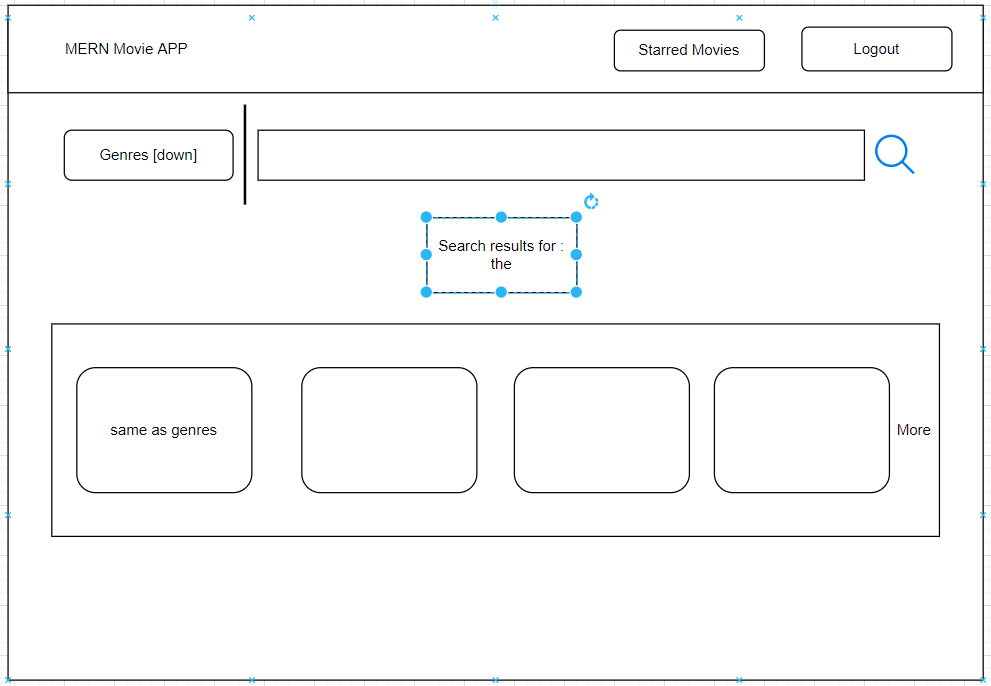 MERN Movie APP
Starred Movies
Logout
Genres [down]
Search results for :
the
same as genres
More